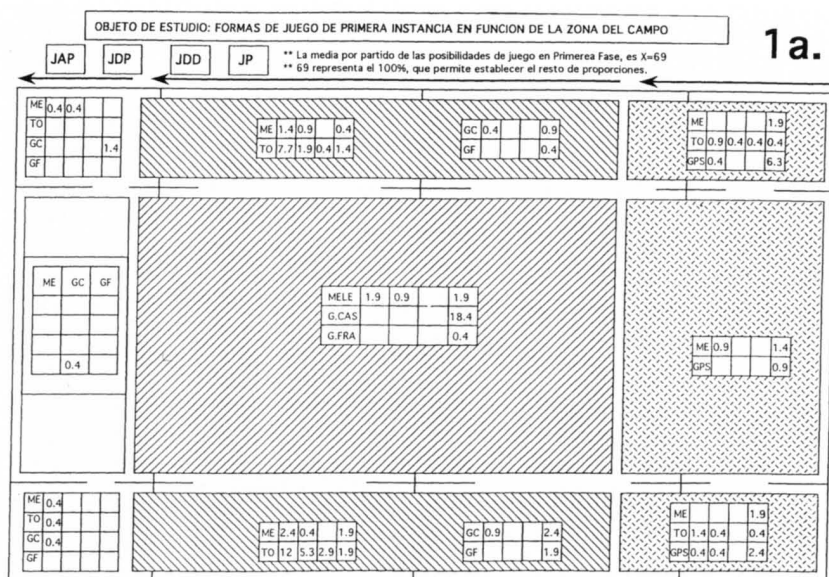 OBJETO DE ESTUDIO: FORMAS DE JUEGO DE PRIMERA INSTANCIA EN FUNCION DE LA ZONA DEL CAMPO
1a.
JAP JDP JDD JP
** La media por partido de las posibilidades de juego en Primerea Fase, es X=69
** 69 representa el 100%, que permite establecer el resto de proporciones.
ME 0.4 0.4
TO
GC 1.4
GF
ME 1.4 0.9 0.4
TO 7.7 1.9 0.4 1.4
GC 0.4 0.9
GF 0.4
ME 1.9
TO 0.9 0.4 0.4 0.4
GPS 0.4 6.3
ME GC GF
0.4
MELE 1.9 0.9 1.9
G.CAS 18.4
G.FRA 0.4
ME 0.9 1.4
GPS 0.9
ME 0.4
TO 0.4
GC 0.4
GF
ME 2.4 0.4 1.9
TO 12 5.3 2.9 1.9
GC 0.9 2.4
GF 1.9
ME 1.9
TO 1.4 0.4 0.4
GPS 0.4 0.4 2.4